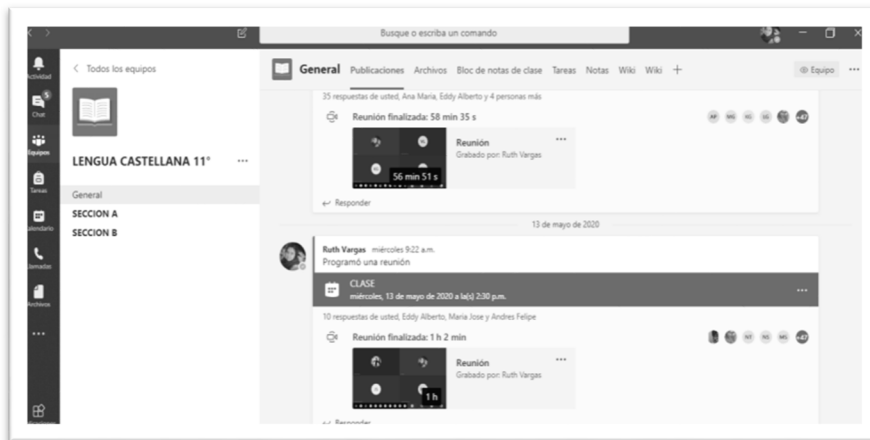 Busque o escriba un comando
Actividad
5
Chat
Equipos
Tareas
Calendario
Llamadas
Archivos
Todos los equipos
LENGUA CASTELLANA 11°
General
SECCION A
SECCION B
General Publicaciones Archivos Bloc de notas de clase Tareas Notas Wiki Wiki
Equipo
35 respuestas de usted, Ana Maria, Eddy Alberto y 4 personas más
Reunión finalizada: 58 min 35 s
+47
Reunión
Grabado por: Ruth Vargas
56 min 51 s
Responder
13 de mayo de 2020
Ruth Vargas miércoles 9:22 a.m.
Programó una reunión
CLASE
miércoles, 13 de mayo de 2020 a la(s) 2:30 p.m.
10 respuestas de usted, Eddy Alberto, Maria Jose y Andres Felipe
Reunión finalizada: 1 h 2 min
+47
Reunión
Grabado por: Ruth Vargas
1 h
Responder